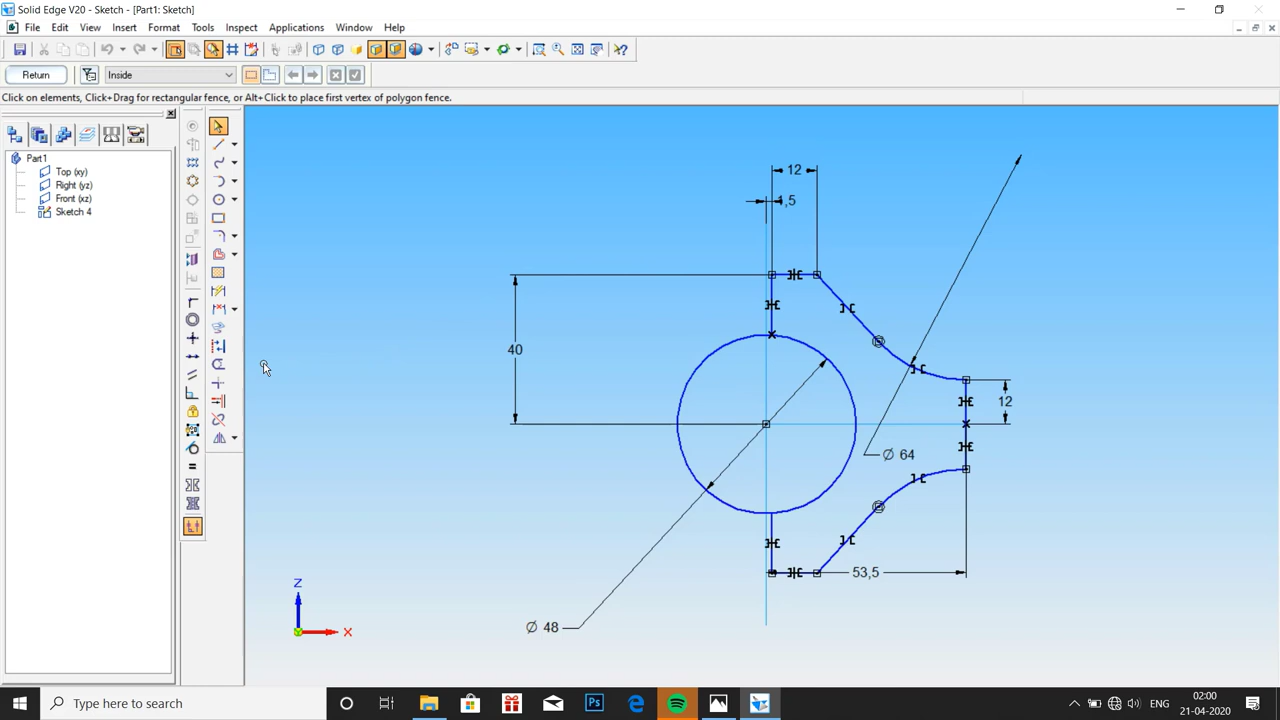 Solid Edge V20 - Sketch - [Part1: Sketch]
File Edit View Insert Format Tools Inspect Applications Window Help
Return Inside
Click on elements, Click+Drag for rectangular fence, or Alt+Click to place first vertex of polygon fence.
Part1
Top (xy)
Right (yz)
Front (xz)
Sketch 4
12
1,5
40
12
Ø 64
53,5
Ø 48
Z
X
Type here to search
Ps
02:00
21-04-2020